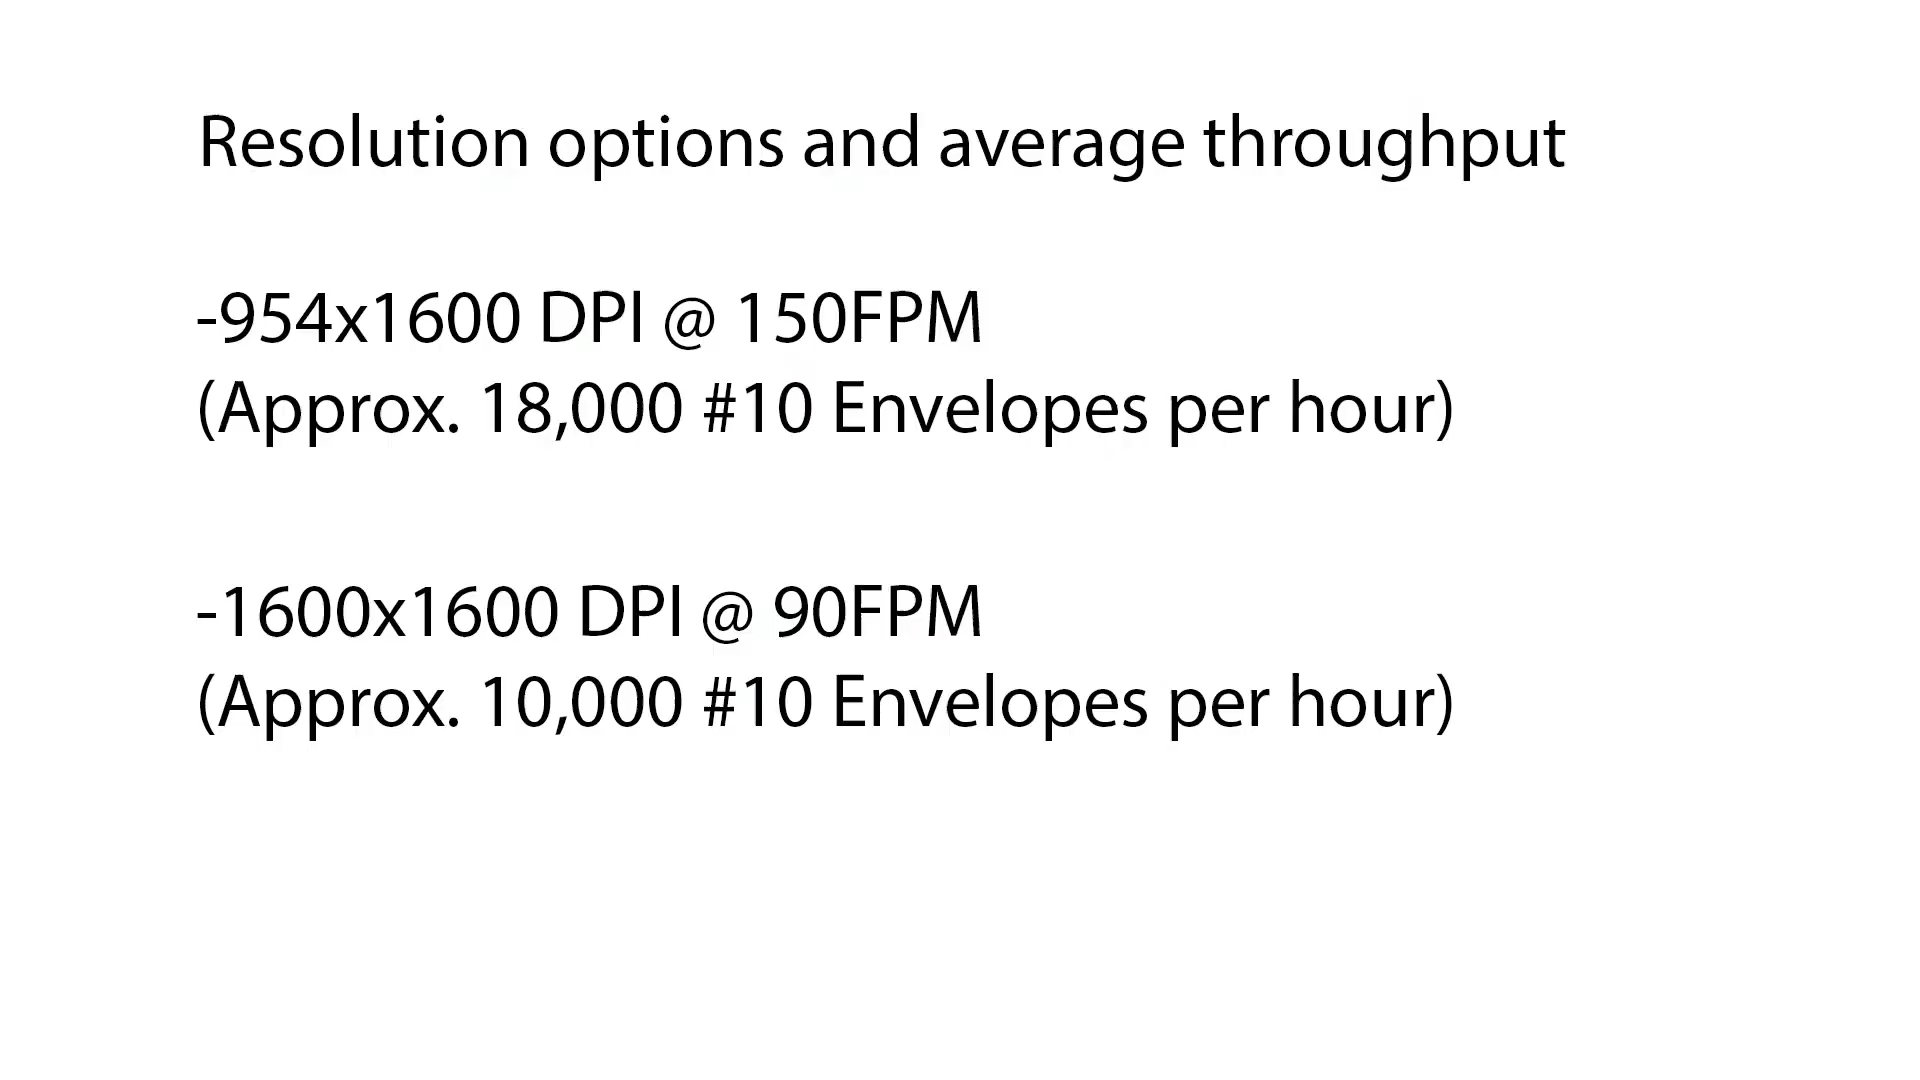 Resolution options and average throughput
-954x1600 DPI @ 150FPM
(Approx. 18,000 #10 Envelopes per hour)
-1600x1600 DPI @ 90FPM
(Approx. 10,000 #10 Envelopes per hour)